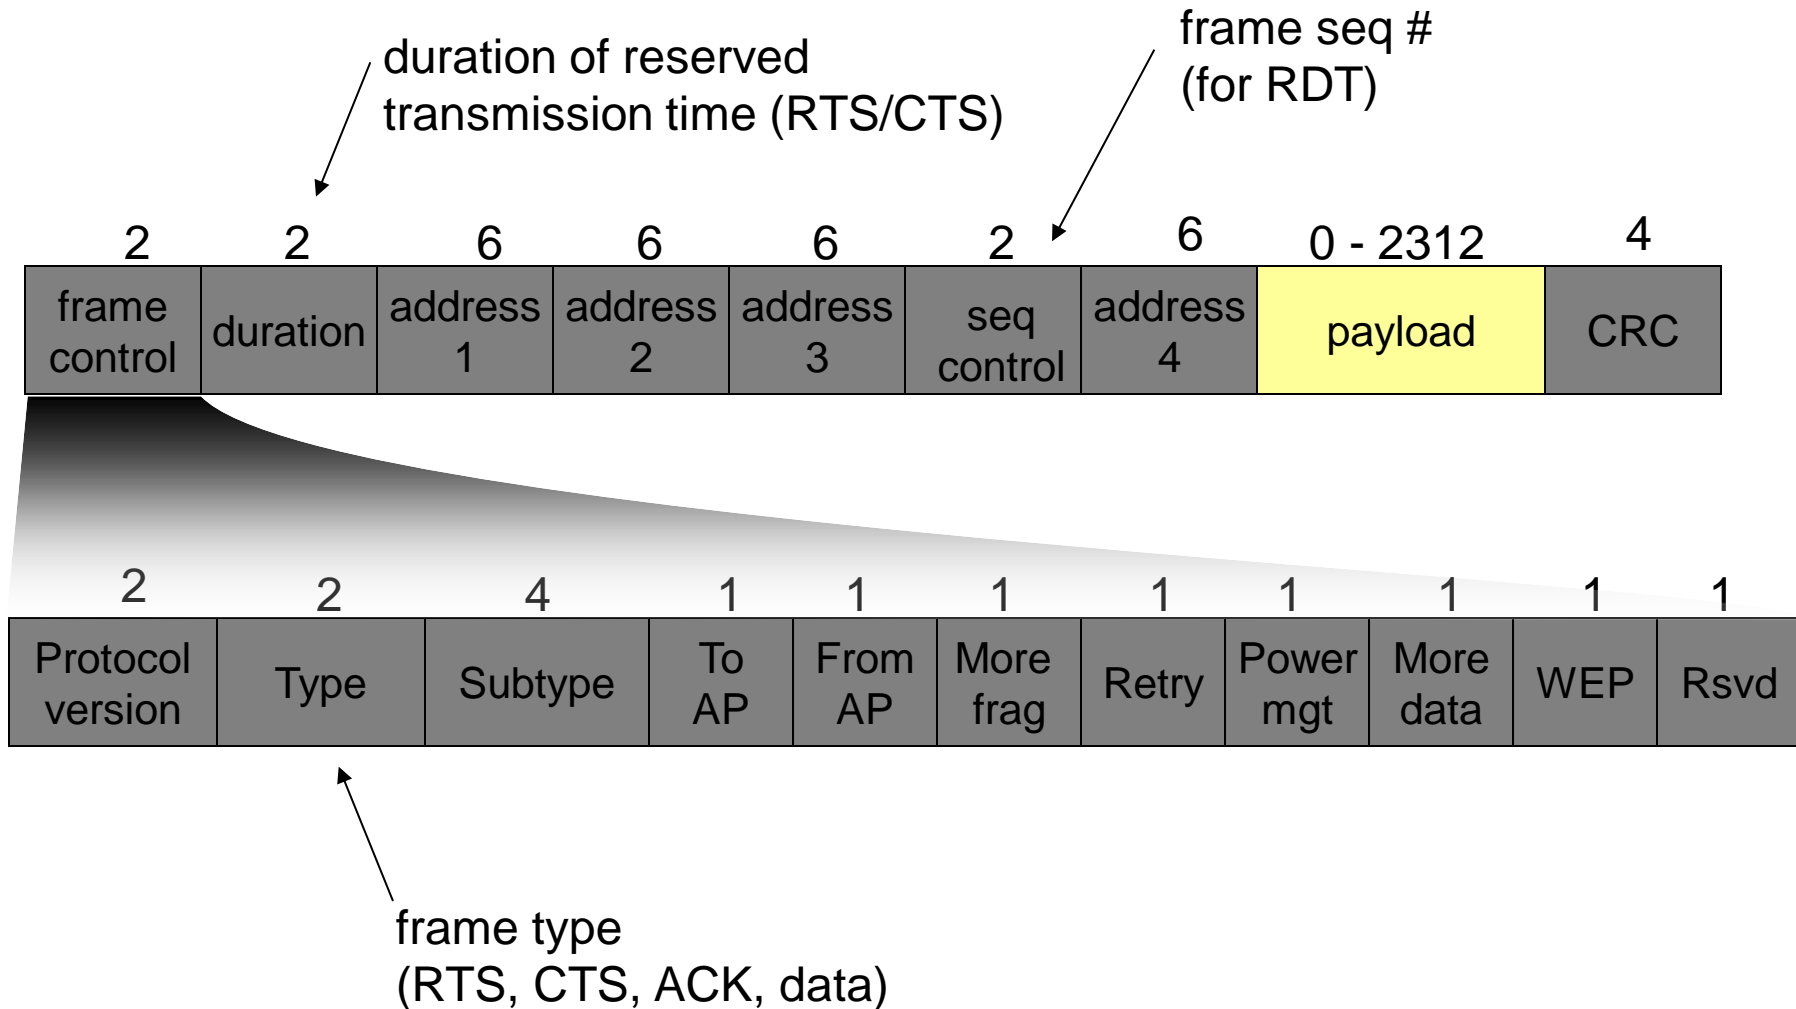 duration of reserved
transmission time (RTS/CTS)
frame seq #
(for RDT)
2 2 6 6 6 2 6 0 - 2312 4
frame
control
duration
address
1
address
2
address
3
seq
control
address
4
payload
CRC
2 2 4 1 1 1 1 1 1 1 1
Protocol
version
Type
Subtype
To
AP
From
AP
More
frag
Retry
Power
mgt
More
data
WEP
Rsvd
frame type
(RTS, CTS, ACK, data)